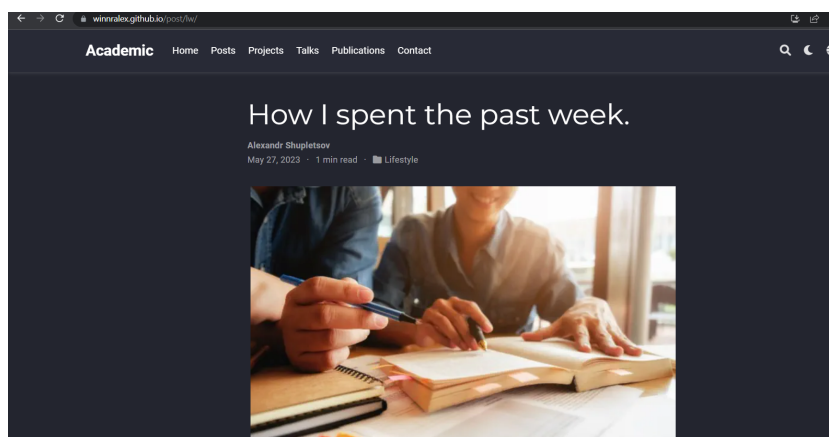 winnralex.github.io/post/lw/
Academic Home Posts Projects Talks Publications Contact
How I spent the past week.
Alexandr Shupletsov
May 27, 2023 · 1 min read · Lifestyle